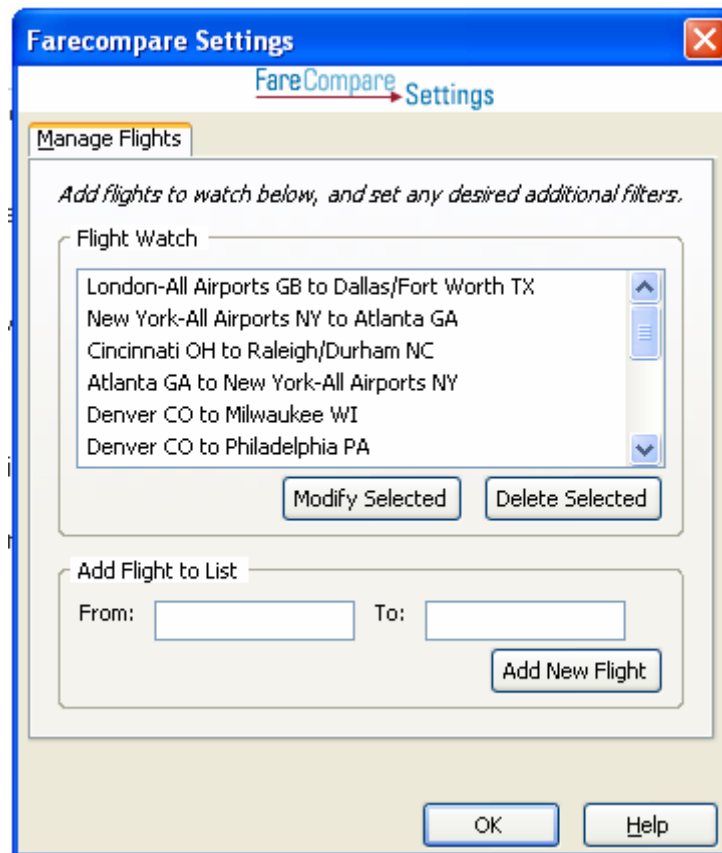 Farecompare Settings
FareCompare Settings
Manage Flights
Add flights to watch below, and set any desired additional filters.
Flight Watch
London-All Airports GB to Dallas/Fort Worth TX
New York-All Airports NY to Atlanta GA
Cincinnati OH to Raleigh/Durham NC
Atlanta GA to New York-All Airports NY
Denver CO to Milwaukee WI
Denver CO to Philadelphia PA
Modify Selected Delete Selected
Add Flight to List
From: To:
Add New Flight
OK Help